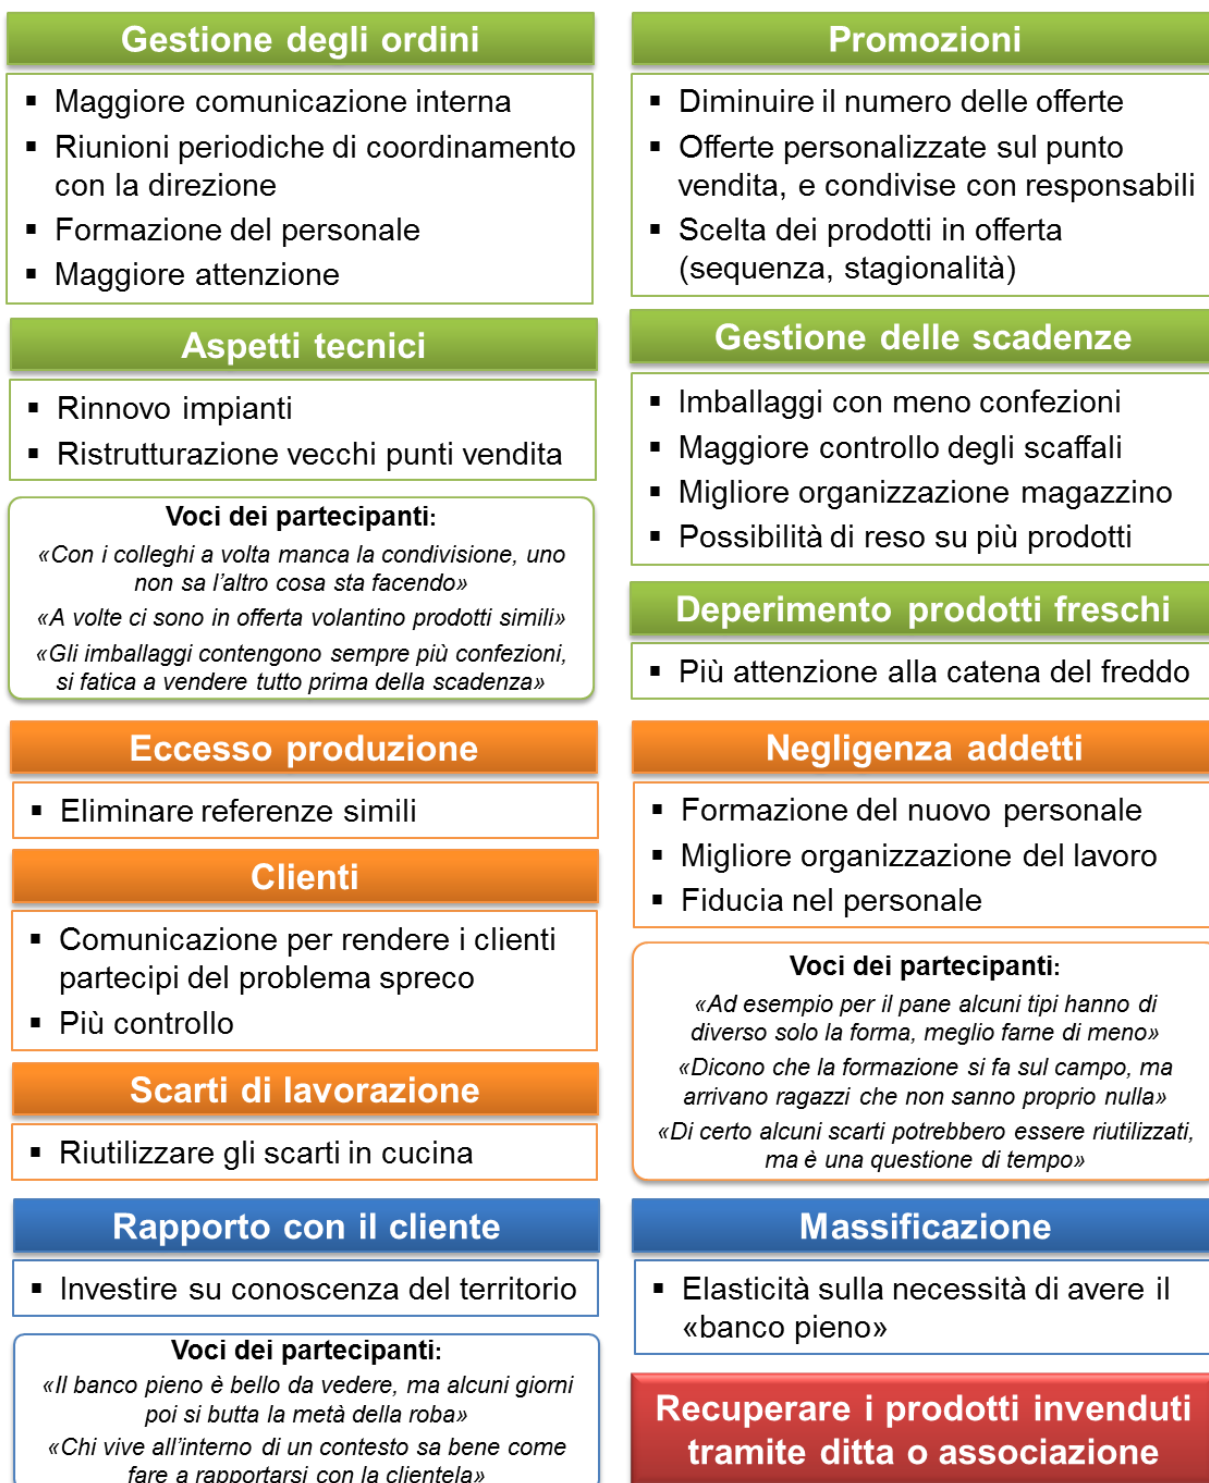 Gestione degli ordini
▪ Maggiore comunicazione interna
▪ Riunioni periodiche di coordinamento
con la direzione
▪ Formazione del personale
▪ Maggiore attenzione
Promozioni
▪ Diminuire il numero delle offerte
▪ Offerte personalizzate sul punto
vendita, e condivise con responsabili
▪ Scelta dei prodotti in offerta
(sequenza, stagionalità)
Aspetti tecnici
▪ Rinnovo impianti
▪ Ristrutturazione vecchi punti vendita
Voci dei partecipanti:
«Con i colleghi a volta manca la condivisione, uno
non sa l'altro cosa sta facendo»
«A volte ci sono in offerta volantino prodotti simili»
«Gli imballaggi contengono sempre più confezioni,
si fatica a vendere tutto prima della scadenza»
Gestione delle scadenze
▪ Imballaggi con meno confezioni
▪ Maggiore controllo degli scaffali
▪ Migliore organizzazione magazzino
▪ Possibilità di reso su più prodotti
Deperimento prodotti freschi
▪ Più attenzione alla catena del freddo
Eccesso produzione
▪ Eliminare referenze simili
Clienti
▪ Comunicazione per rendere i clienti
partecipi del problema spreco
▪ Più controllo
Scarti di lavorazione
▪ Riutilizzare gli scarti in cucina
Negligenza addetti
▪ Formazione del nuovo personale
▪ Migliore organizzazione del lavoro
▪ Fiducia nel personale
Voci dei partecipanti:
«Ad esempio per il pane alcuni tipi hanno di
diverso solo la forma, meglio farne di meno»
«Dicono che la formazione si fa sul campo, ma
arrivano ragazzi che non sanno proprio nulla»
«Di certo alcuni scarti potrebbero essere riutilizzati,
ma è una questione di tempo»
Rapporto con il cliente
▪ Investire su conoscenza del territorio
Voci dei partecipanti:
«Il banco pieno è bello da vedere, ma alcuni giorni
poi si butta la metà della roba»
«Chi vive all'interno di un contesto sa bene come
fare a rapportarsi con la clientela»
Massificazione
▪ Elasticità sulla necessità di avere il
«banco pieno»
Recuperare i prodotti invenduti
tramite ditta o associazione